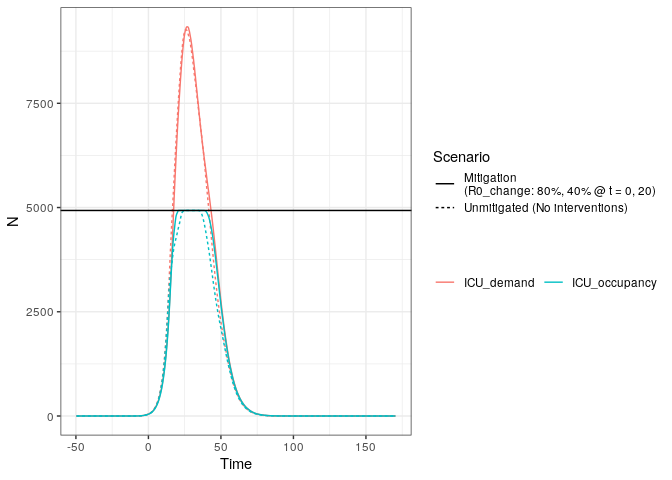 7500
5000
2500
0
N
-50 0 50 100 150
Time
Scenario
Mitigation
(R0_change: 80%, 40% @ t = 0, 20)
Unmitigated (No interventions)
ICU_demand ICU_occupancy